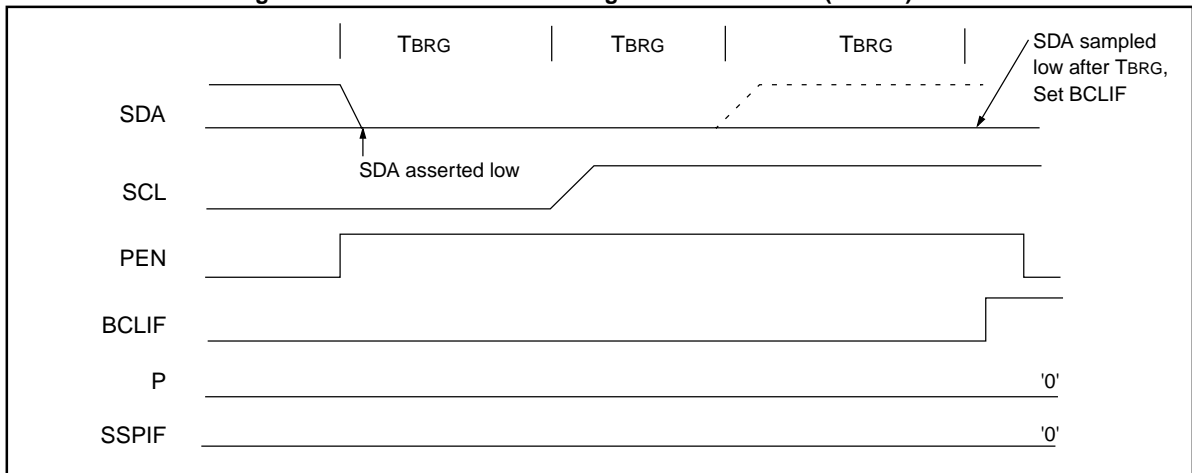 TBRG TBRG TBRG
SDA sampled
low after TBRG,
Set BCLIF
SDA
SDA asserted low
SCL
PEN
BCLIF
P '0'
SSPIF '0'